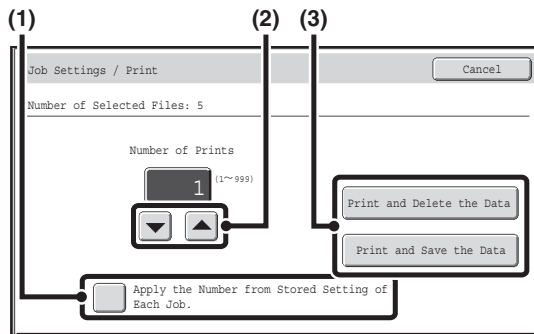 (1) (2) (3)
Job Settings / Print Cancel
Number of Selected Files: 5
Number of Prints
1 (1～999)
Print and Delete the Data
Print and Save the Data
Apply the Number from Stored Setting of
Each Job.